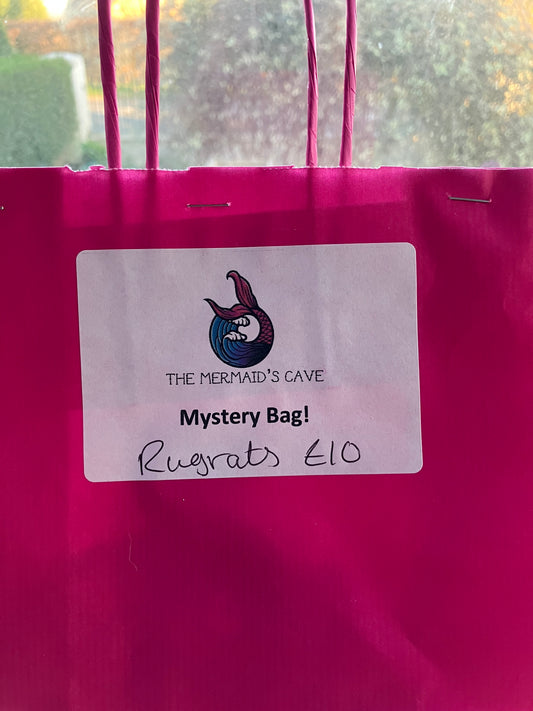 THE MERMAID'S CAVE
Mystery Bag!
Rugrats £10